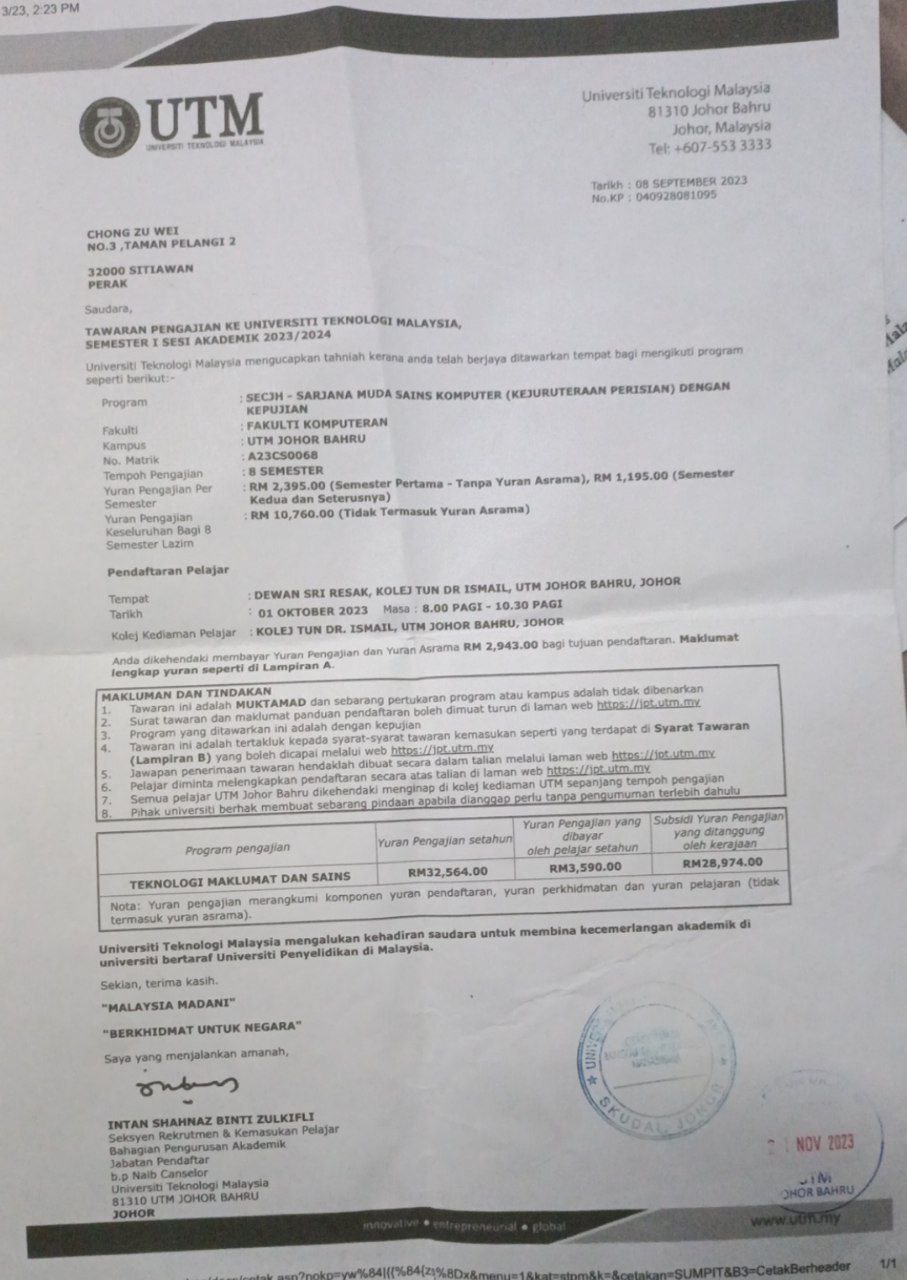 3/23, 2:23 PM
UTM
UNIVERSITI TEKNOLOGI MALAYSIA
Universiti Teknologi Malaysia
81310 Johor Bahru
Johor, Malaysia
Tel: +607-553 3333
Tarikh : 08 SEPTEMBER 2023
No.KP : 040928081095
CHONG ZU WEI
NO.3 ,TAMAN PELANGI 2
32000 SITIAWAN
PERAK
Saudara,
TAWARAN PENGAJIAN KE UNIVERSITI TEKNOLOGI MALAYSIA,
SEMESTER I SESI AKADEMIK 2023/2024
Universiti Teknologi Malaysia mengucapkan tahniah kerana anda telah berjaya ditawarkan tempat bagi mengikuti program
seperti berikut:-
Program : SECJH - SARJANA MUDA SAINS KOMPUTER (KEJURUTERAAN PERISIAN) DENGAN
KEPUJIAN
Fakulti : FAKULTI KOMPUTERAN
Kampus : UTM JOHOR BAHRU
No. Matrik : A23CS0068
Tempoh Pengajian : 8 SEMESTER
Yuran Pengajian Per : RM 2,395.00 (Semester Pertama - Tanpa Yuran Asrama), RM 1,195.00 (Semester
Semester Kedua dan Seterusnya)
Yuran Pengajian : RM 10,760.00 (Tidak Termasuk Yuran Asrama)
Keseluruhan Bagi 8
Semester Lazim
Pendaftaran Pelajar
Tempat : DEWAN SRI RESAK, KOLEJ TUN DR ISMAIL, UTM JOHOR BAHRU, JOHOR
Tarikh : 01 OKTOBER 2023 Masa : 8.00 PAGI - 10.30 PAGI
Kolej Kediaman Pelajar : KOLEJ TUN DR. ISMAIL, UTM JOHOR BAHRU, JOHOR
Anda dikehendaki membayar Yuran Pengajian dan Yuran Asrama RM 2,943.00 bagi tujuan pendaftaran. Maklumat
lengkap yuran seperti di Lampiran A.
MAKLUMAN DAN TINDAKAN
1. Tawaran ini adalah MUKTAMAD dan sebarang pertukaran program atau kampus adalah tidak dibenarkan
2. Surat tawaran dan maklumat panduan pendaftaran boleh dimuat turun di laman web https://jpt.utm.my
3. Program yang ditawarkan ini adalah dengan kepujian
4. Tawaran ini adalah tertakluk kepada syarat-syarat tawaran kemasukan seperti yang terdapat di Syarat Tawaran
(Lampiran B) yang boleh dicapai melalui web https://jpt.utm.my
5. Jawapan penerimaan tawaran hendaklah dibuat secara dalam talian melalui laman web https://jpt.utm.my
6. Pelajar diminta melengkapkan pendaftaran secara atas talian di laman web https://jpt.utm.my
7. Semua pelajar UTM Johor Bahru dikehendaki menginap di kolej kediaman UTM sepanjang tempoh pengajian
8. Pihak universiti berhak membuat sebarang pindaan apabila dianggap perlu tanpa pengumuman terlebih dahulu
Program pengajian Yuran Pengajian setahun Yuran Pengajian yang dibayar oleh pelajar setahun Subsidi Yuran Pengajian yang ditanggung oleh kerajaan
TEKNOLOGI MAKLUMAT DAN SAINS RM32,564.00 RM3,590.00 RM28,974.00
Nota: Yuran pengajian merangkumi komponen yuran pendaftaran, yuran perkhidmatan dan yuran pelajaran (tidak
termasuk yuran asrama).
Universiti Teknologi Malaysia mengalukan kehadiran saudara untuk membina kecemerlangan akademik di
universiti bertaraf Universiti Penyelidikan di Malaysia.
Sekian, terima kasih.
"MALAYSIA MADANI"
"BERKHIDMAT UNTUK NEGARA"
Saya yang menjalankan amanah,
INTAN SHAHNAZ BINTI ZULKIFLI
Seksyen Rekrutmen & Kemasukan Pelajar
Bahagian Pengurusan Akademik
Jabatan Pendaftar
b.p Naib Canselor
Universiti Teknologi Malaysia
81310 UTM JOHOR BAHRU
JOHOR
SKUDAI, JOHOR
NOV 2023
UTM
JOHOR BAHRU
innovative ● entrepreneurial ● global
www.utm.my
cetak.asp?nokp=yw%84|{{%84{z}%8Dx&menu=1&kat=stpm&k=&cetakan=SUMPIT&B3=CetakBerheader 1/1